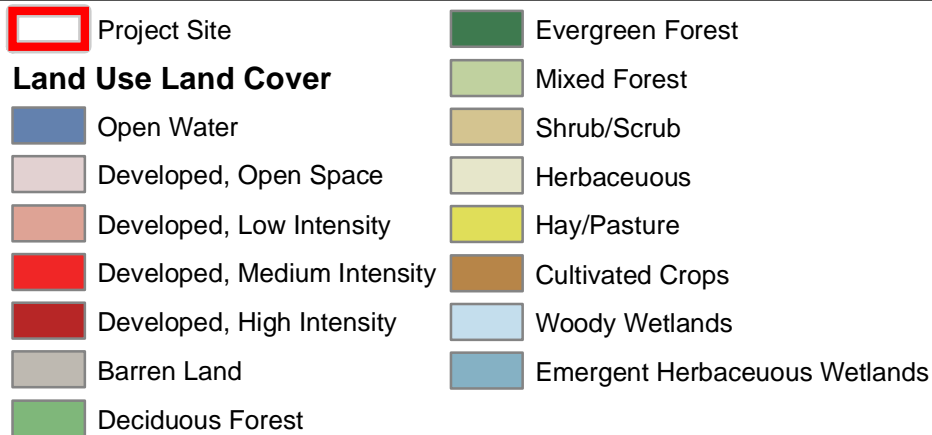 Project Site
Land Use Land Cover
Open Water
Developed, Open Space
Developed, Low Intensity
Developed, Medium Intensity
Developed, High Intensity
Barren Land
Deciduous Forest
Evergreen Forest
Mixed Forest
Shrub/Scrub
Herbaceuous
Hay/Pasture
Cultivated Crops
Woody Wetlands
Emergent Herbaceuous Wetlands